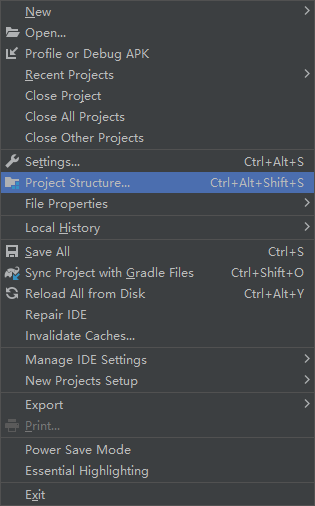 New
Open...
Profile or Debug APK
Recent Projects
Close Project
Close All Projects
Close Other Projects
Settings... Ctrl+Alt+S
Project Structure... Ctrl+Alt+Shift+S
File Properties
Local History
Save All Ctrl+S
Sync Project with Gradle Files Ctrl+Shift+O
Reload All from Disk Ctrl+Alt+Y
Repair IDE
Invalidate Caches...
Manage IDE Settings
New Projects Setup
Export
Print...
Power Save Mode
Essential Highlighting
Exit